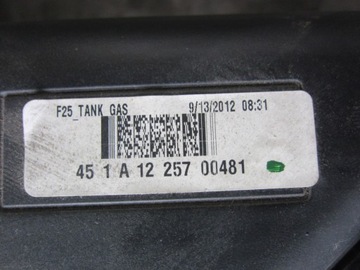 F25_TANK GAS 9/13/2012 08:31
45 1 A 12 257 00481